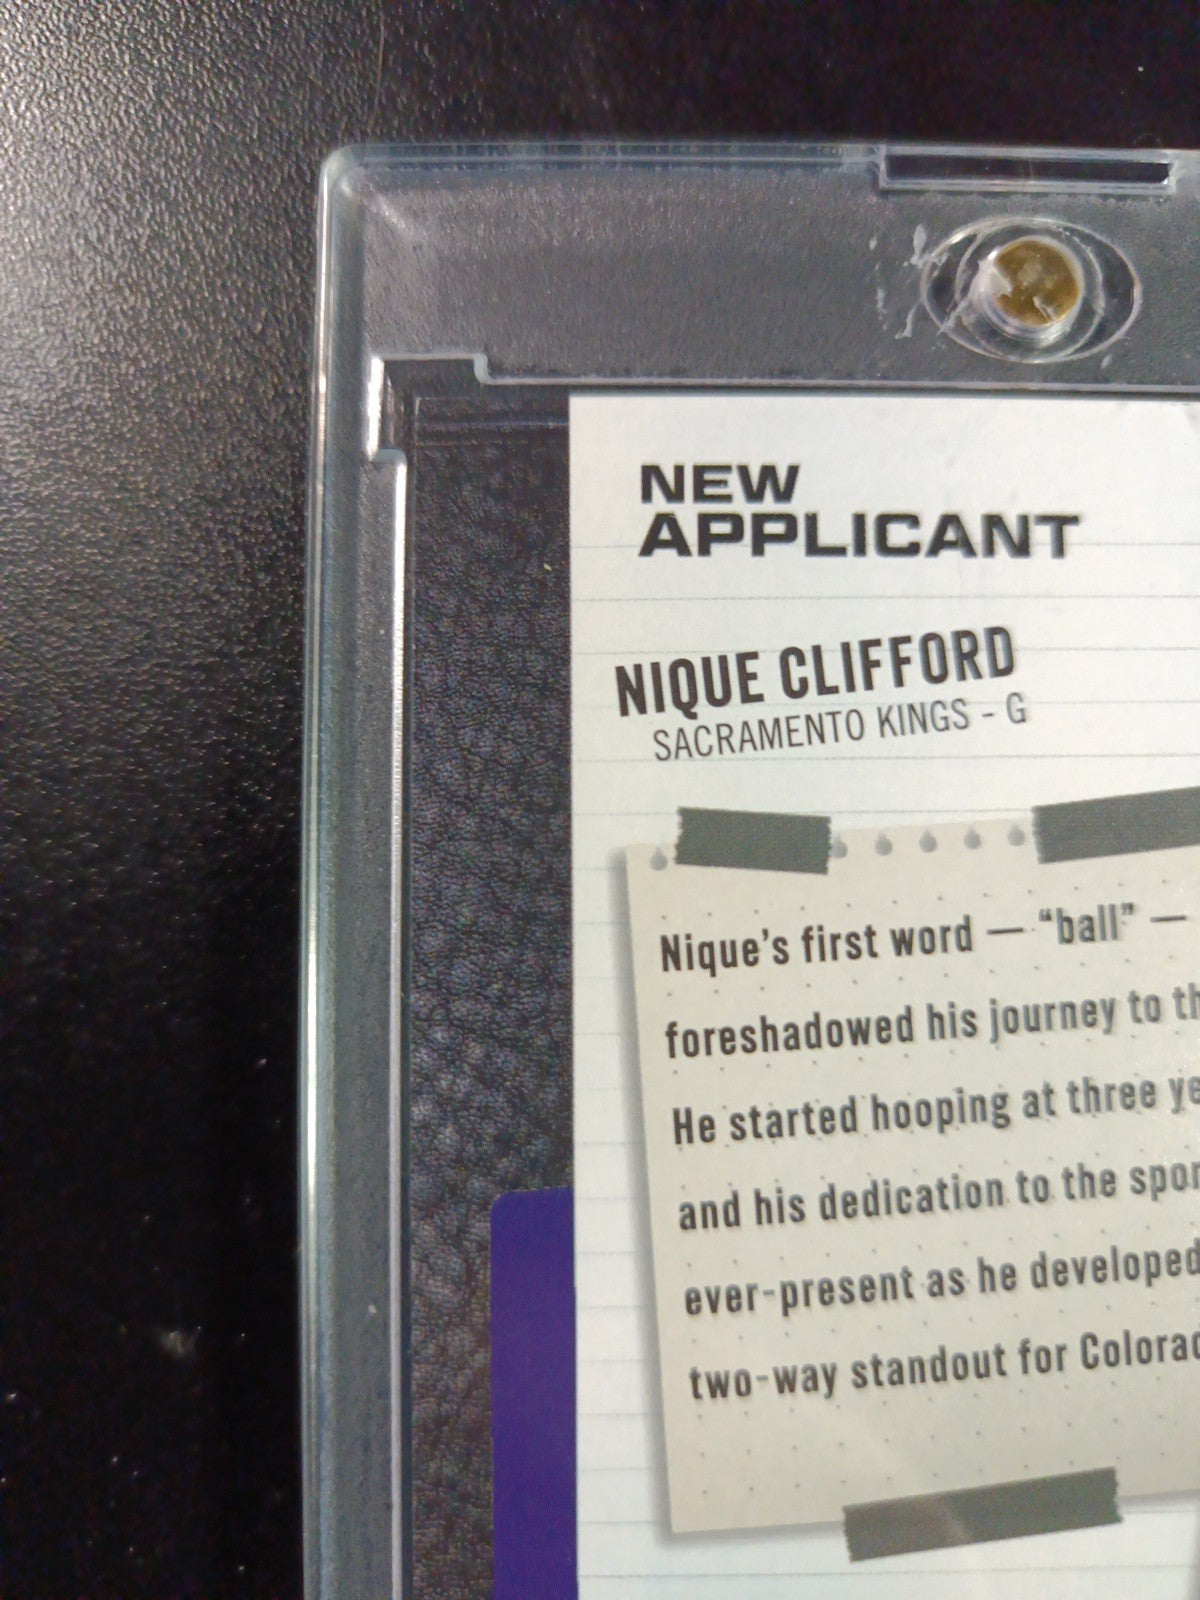 NEW
APPLICANT
NIQUE CLIFFORD
SACRAMENTO KINGS - G
Nique's first word — “ball” —
foreshadowed his journey to
He started hooping at three
and his dedication to the
ever-present as he developed
two-way standout for